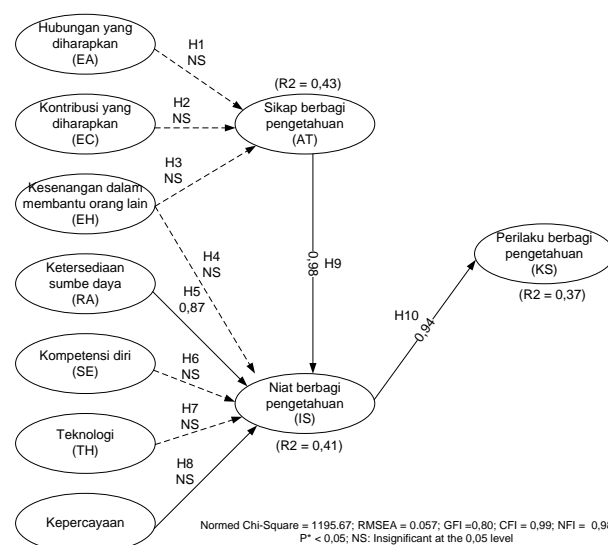 Hubungan yang
diharapkan
(EA)
H1
NS
(R2 = 0,43)
Kontribusi yang
diharapkan
(EC)
H2
NS
Sikap berbagi
pengetahuan
(AT)
H3
NS
Kesenangan dalam
membantu orang lain
(EH)
H4
NS
0,98
H9
Perilaku berbagi
pengetahuan
(KS)
(R2 = 0,37)
Ketersediaan
sumbe daya
(RA)
H5
0,87
H10
0,94
Kompetensi diri
(SE)
H6
NS
Niat berbagi
pengetahuan
(IS)
(R2 = 0,41)
Teknologi
(TH)
H7
NS
H8
NS
Kepercayaan
Normed Chi-Square = 1195.67; RMSEA = 0.057; GFI =0,80; CFI = 0,99; NFI = 0,98
P* < 0,05; NS: Insignificant at the 0,05 level